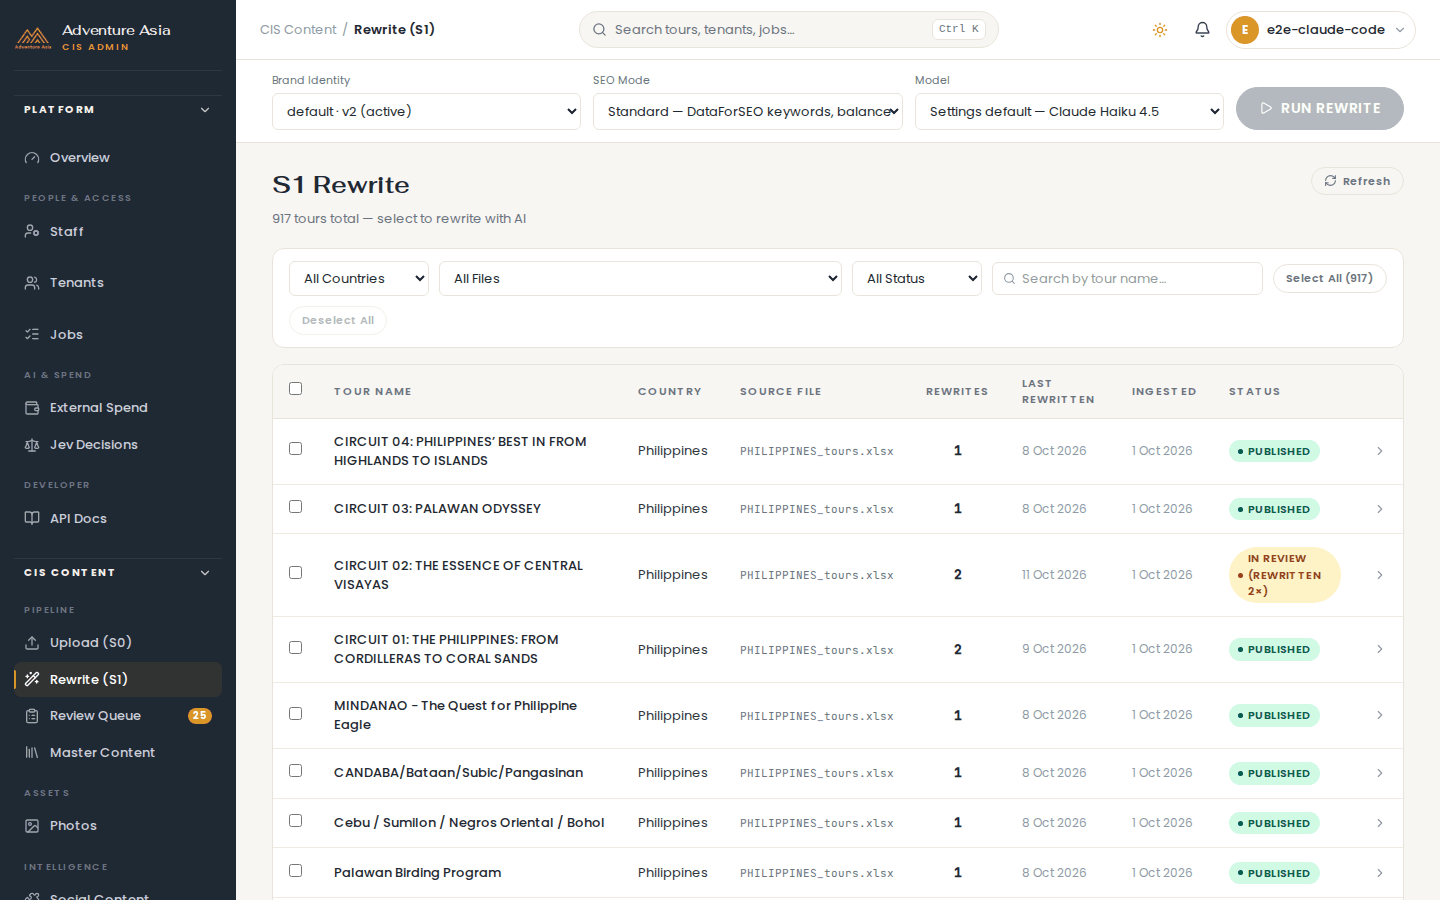 Adventure Asia
Adventure Asia
CIS ADMIN
PLATFORM
Overview
PEOPLE & ACCESS
Staff
Tenants
Jobs
AI & SPEND
External Spend
Jev Decisions
DEVELOPER
API Docs
CIS CONTENT
PIPELINE
Upload (S0)
Rewrite (S1)
Review Queue 25
Master Content
ASSETS
Photos
INTELLIGENCE
Social Content
CIS Content / Rewrite (S1)
Search tours, tenants, jobs... Ctrl K
E e2e-claude-code
Brand Identity SEO Mode Model
default · v2 (active) Standard — DataForSEO keywords, balance Settings default — Claude Haiku 4.5 RUN REWRITE
S1 Rewrite
Refresh
917 tours total — select to rewrite with AI
All Countries All Files All Status Search by tour name... Select All (917)
Deselect All
TOUR NAME COUNTRY SOURCE FILE REWRITES LAST REWRITTEN INGESTED STATUS
CIRCUIT 04: PHILIPPINES’ BEST IN FROM
HIGHLANDS TO ISLANDS
Philippines PHILIPPINES_tours.xlsx 1 8 Oct 2026 1 Oct 2026 PUBLISHED
CIRCUIT 03: PALAWAN ODYSSEY Philippines PHILIPPINES_tours.xlsx 1 8 Oct 2026 1 Oct 2026 PUBLISHED
CIRCUIT 02: THE ESSENCE OF CENTRAL
VISAYAS
Philippines PHILIPPINES_tours.xlsx 2 11 Oct 2026 1 Oct 2026
IN REVIEW
(REWRITTEN
2×)
CIRCUIT 01: THE PHILIPPINES: FROM
CORDILLERAS TO CORAL SANDS
Philippines PHILIPPINES_tours.xlsx 2 9 Oct 2026 1 Oct 2026 PUBLISHED
MINDANAO - The Quest for Philippine
Eagle
Philippines PHILIPPINES_tours.xlsx 1 8 Oct 2026 1 Oct 2026 PUBLISHED
CANDABA/Bataan/Subic/Pangasinan Philippines PHILIPPINES_tours.xlsx 1 8 Oct 2026 1 Oct 2026 PUBLISHED
Cebu / Sumilon / Negros Oriental / Bohol Philippines PHILIPPINES_tours.xlsx 1 8 Oct 2026 1 Oct 2026 PUBLISHED
Palawan Birding Program Philippines PHILIPPINES_tours.xlsx 1 8 Oct 2026 1 Oct 2026 PUBLISHED